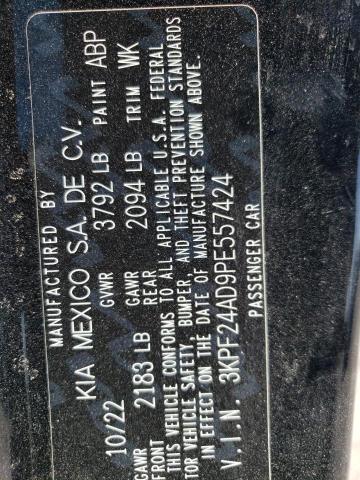 MANUFACTURED BY
KIA MEXICO S.A. DE C.V.
10/22 GVWR 3792 LB PAINT ABP
GAWR FRONT 2183 LB GAWR REAR 2094 LB TRIM WK
THIS VEHICLE CONFORMS TO ALL APPLICABLE U.S.A. FEDERAL
TOR VEHICLE SAFETY, BUMPER, AND THEFT PREVENTION STANDARDS
IN EFFECT ON THE DATE OF MANUFACTURE SHOWN ABOVE.
V.I.N. 3KPF24AD9PE557424
PASSENGER CAR